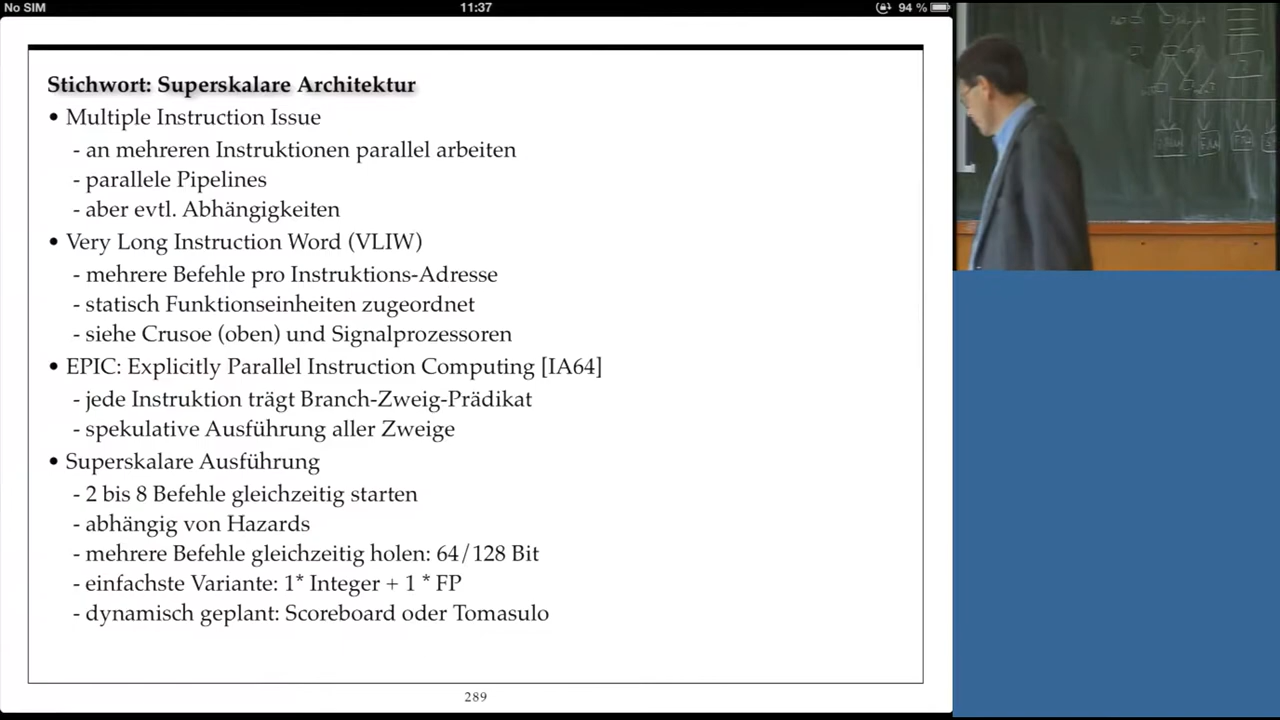 No SIM 11:37 94 %
Stichwort: Superskalare Architektur
• Multiple Instruction Issue
- an mehreren Instruktionen parallel arbeiten
- parallele Pipelines
- aber evtl. Abhängigkeiten
• Very Long Instruction Word (VLIW)
- mehrere Befehle pro Instruktions-Adresse
- statisch Funktionseinheiten zugeordnet
- siehe Crusoe (oben) und Signalprozessoren
• EPIC: Explicitly Parallel Instruction Computing [IA64]
- jede Instruktion trägt Branch-Zweig-Prädikat
- spekulative Ausführung aller Zweige
• Superskalare Ausführung
- 2 bis 8 Befehle gleichzeitig starten
- abhängig von Hazards
- mehrere Befehle gleichzeitig holen: 64/128 Bit
- einfachste Variante: 1* Integer + 1 * FP
- dynamisch geplant: Scoreboard oder Tomasulo
289